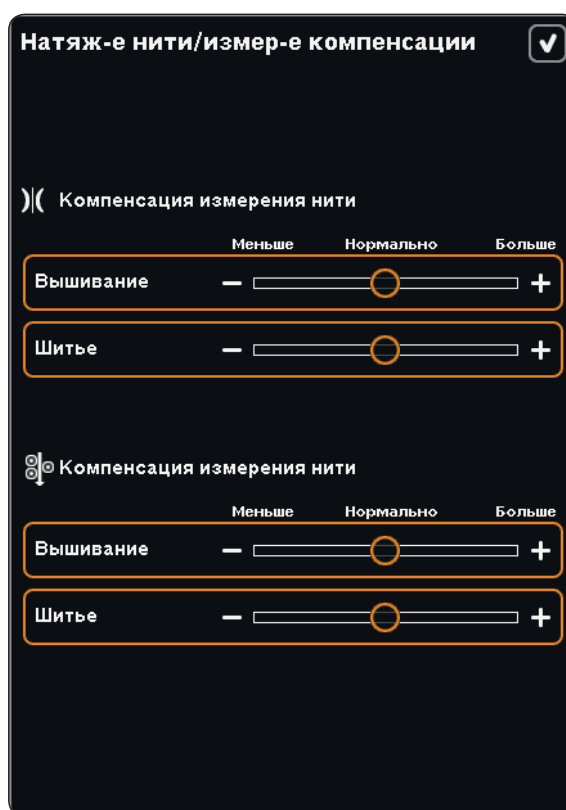 Натяж-е нити/измер-е компенсации
Компенсация измерения нити
Меньше Нормально Больше
Вышивание
Шитье
Компенсация измерения нити
Меньше Нормально Больше
Вышивание
Шитье